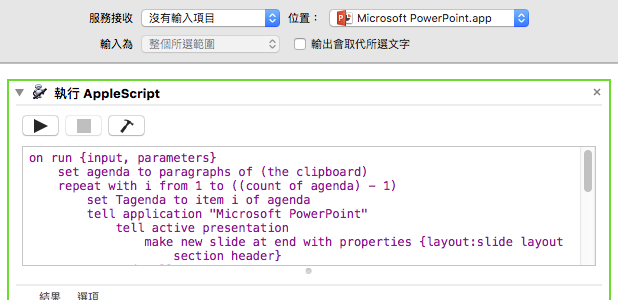 服務接收 沒有輸入項目 位置： Microsoft PowerPoint.app
輸入為 整個所選範圍 輸出會取代所選文字
執行 AppleScript
on run {input, parameters}
set agenda to paragraphs of (the clipboard)
repeat with i from 1 to ((count of agenda) - 1)
set Tagenda to item i of agenda
tell application "Microsoft PowerPoint"
tell active presentation
make new slide at end with properties {layout:slide layout
section header}
結果 選項